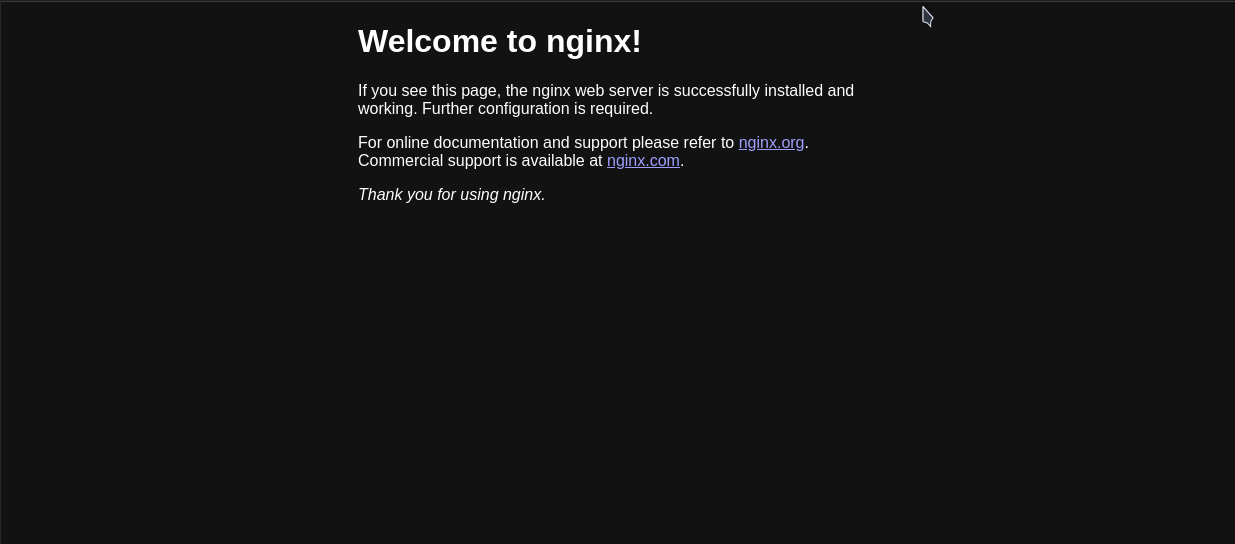 Welcome to nginx!
If you see this page, the nginx web server is successfully installed and
working. Further configuration is required.
For online documentation and support please refer to nginx.org.
Commercial support is available at nginx.com.
Thank you for using nginx.